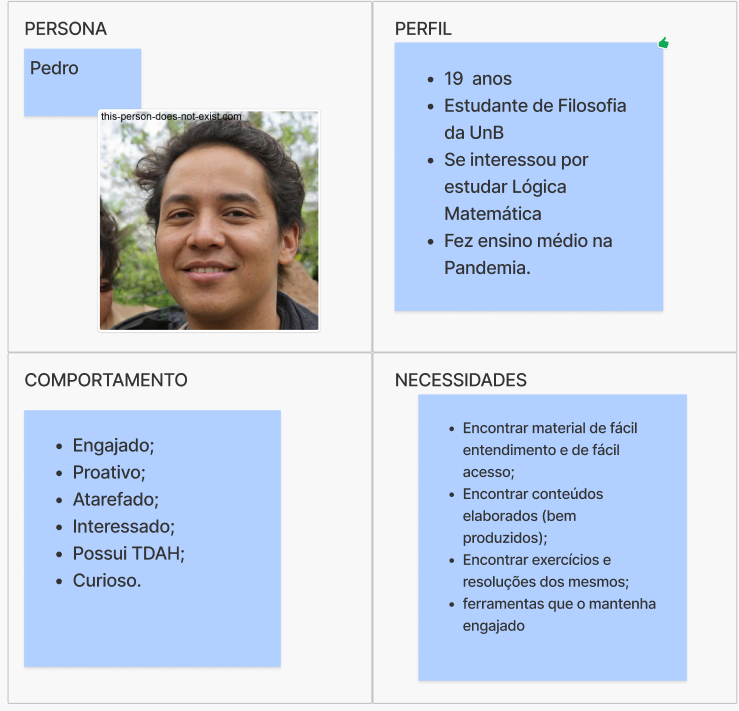 PERSONA
Pedro
this-person-does-not-exist.com
PERFIL
• 19 anos
• Estudante de Filosofia
da UnB
• Se interessou por
estudar Lógica
Matemática
• Fez ensino médio na
Pandemia.
COMPORTAMENTO
• Engajado;
• Proativo;
• Atarefado;
• Interessado;
• Possui TDAH;
• Curioso.
NECESSIDADES
• Encontrar material de fácil
entendimento e de fácil
acesso;
• Encontrar conteúdos
elaborados (bem
produzidos);
• Encontrar exercícios e
resoluções dos mesmos;
• ferramentas que o mantenha
engajado